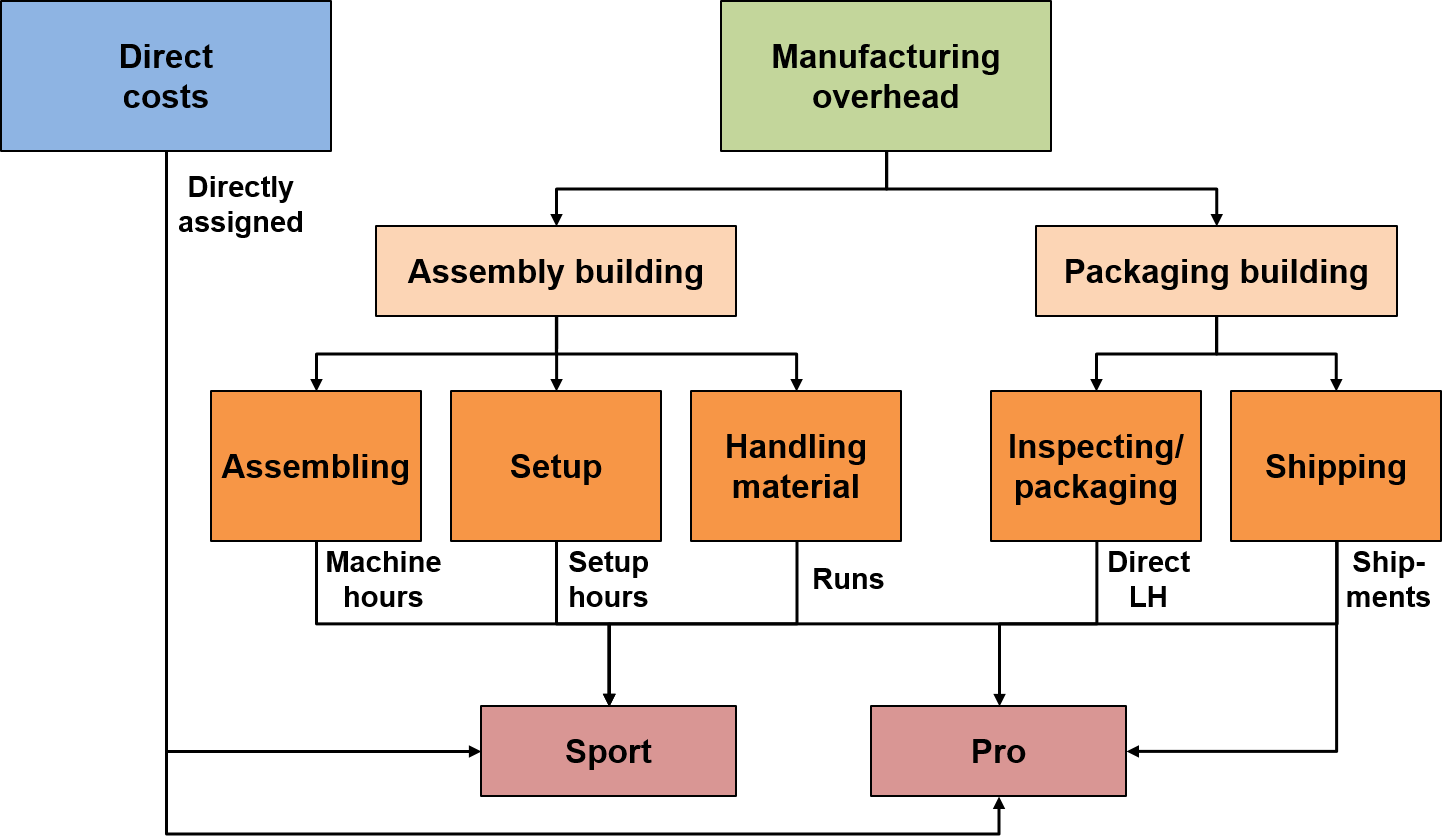 Direct
costs
Manufacturing
overhead
Directly
assigned
Assembly building
Packaging building
Assembling
Setup
Handling
material
Inspecting/
packaging
Shipping
Machine
hours
Setup
hours
Runs
Direct
LH
Ship-
ments
Sport
Pro